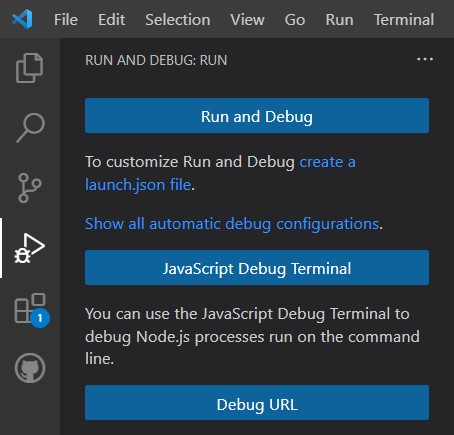 File Edit Selection View Go Run Terminal
RUN AND DEBUG: RUN
Run and Debug
To customize Run and Debug create a
launch.json file.
Show all automatic debug configurations.
JavaScript Debug Terminal
You can use the JavaScript Debug Terminal to
debug Node.js processes run on the command
line.
1
Debug URL